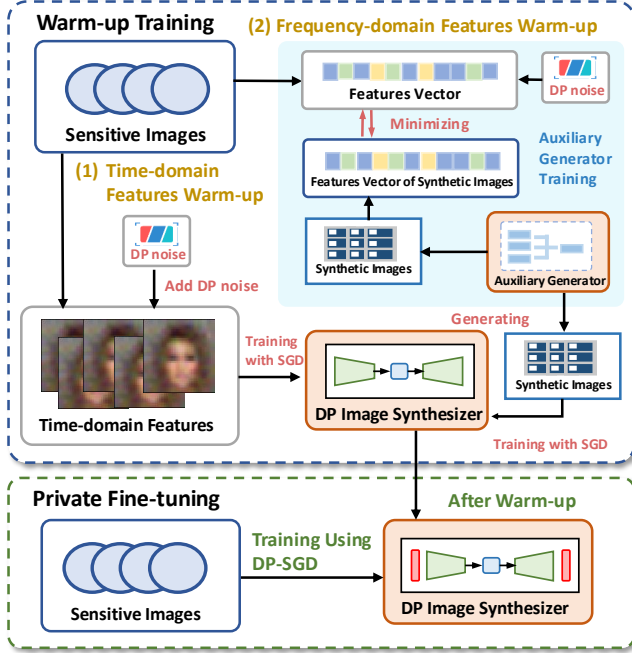 Warm-up Training
(2) Frequency-domain Features Warm-up
Sensitive Images
Features Vector
DP noise
Minimizing
Features Vector of Synthetic Images
Auxiliary
Generator
Training
(1) Time-domain
Features Warm-up
DP noise
Add DP noise
Synthetic Images
Auxiliary Generator
Generating
Synthetic Images
Training
with SGD
Time-domain Features
DP Image Synthesizer
Training with SGD
Private Fine-tuning
After Warm-up
Sensitive Images
Training Using
DP-SGD
DP Image Synthesizer